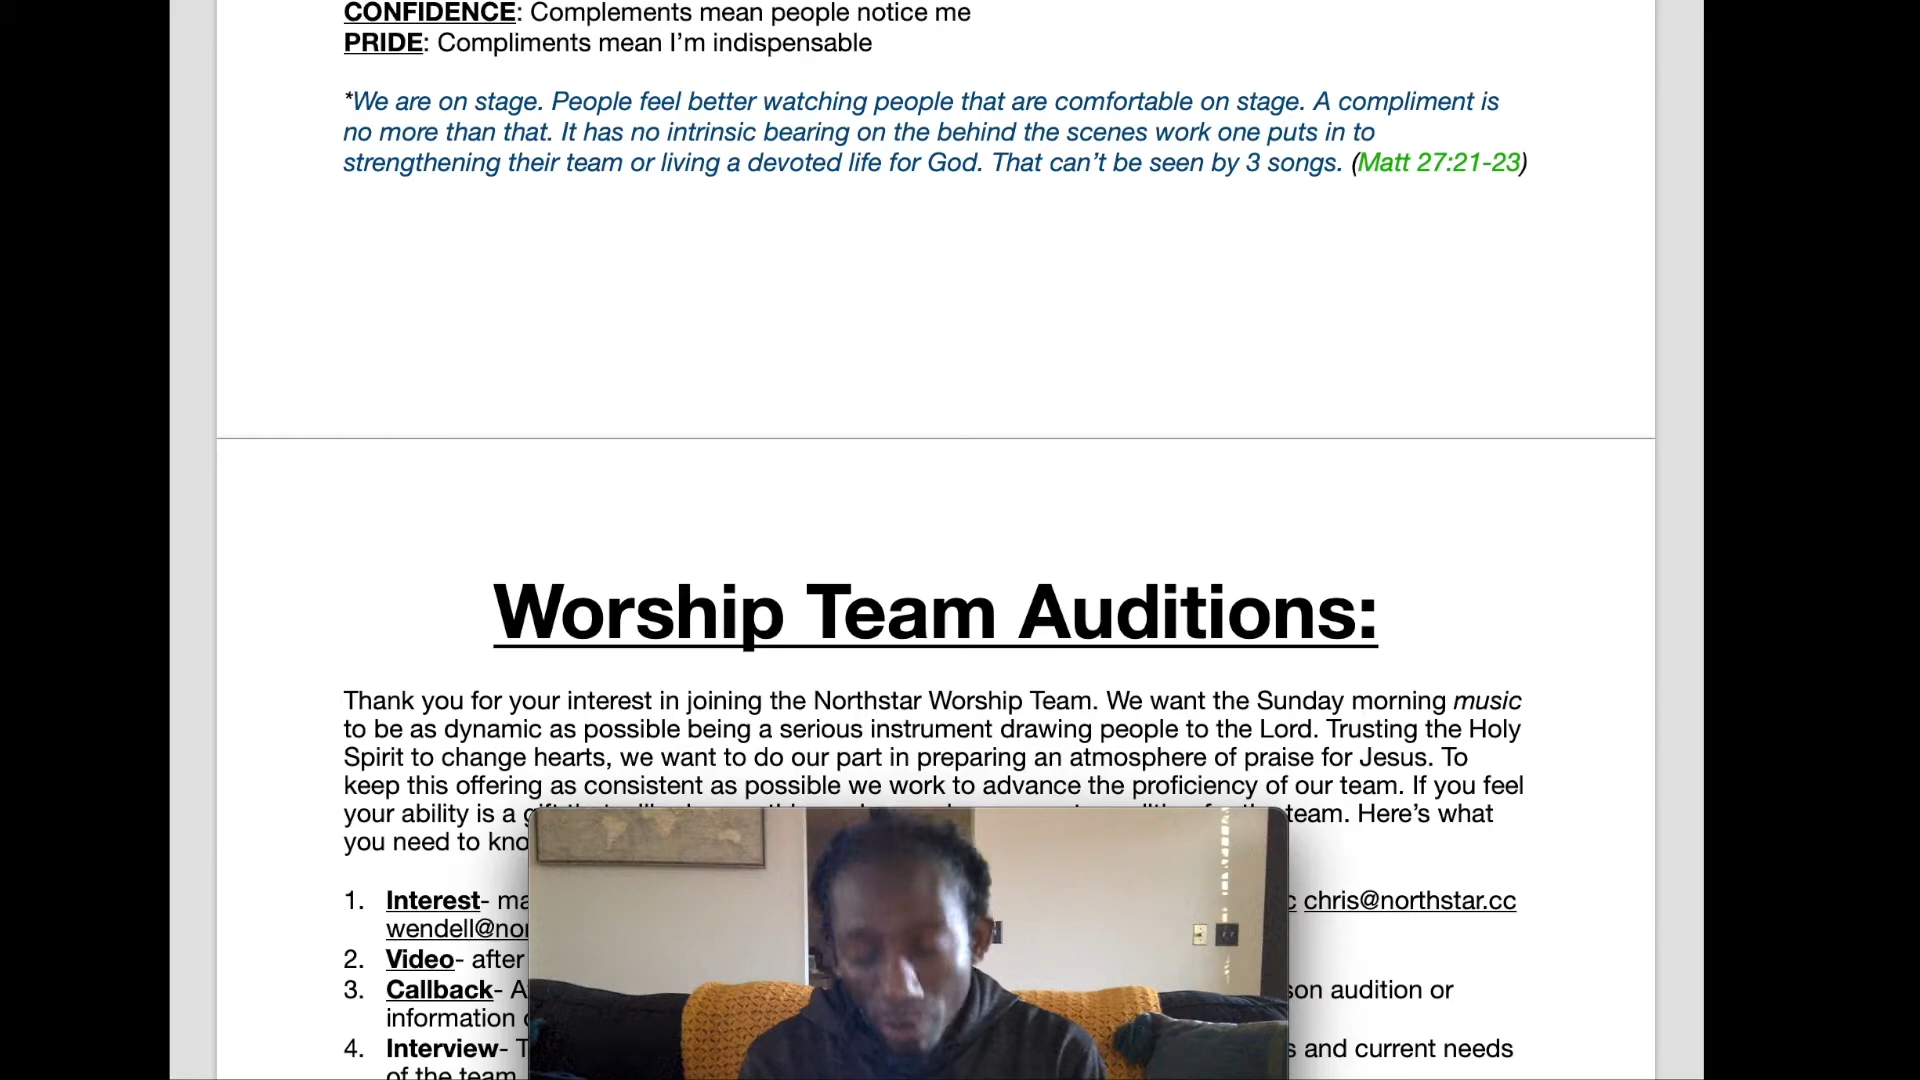 CONFIDENCE: Complements mean people notice me
PRIDE: Compliments mean I’m indispensable
*We are on stage. People feel better watching people that are comfortable on stage. A compliment is
no more than that. It has no intrinsic bearing on the behind the scenes work one puts in to
strengthening their team or living a devoted life for God. That can’t be seen by 3 songs. (Matt 27:21-23)
Worship Team Auditions:
Thank you for your interest in joining the Northstar Worship Team. We want the Sunday morning music
to be as dynamic as possible being a serious instrument drawing people to the Lord. Trusting the Holy
Spirit to change hearts, we want to do our part in preparing an atmosphere of praise for Jesus. To
keep this offering as consistent as possible we work to advance the proficiency of our team. If you feel
your ability is a team. Here’s what
you need to
1. Interest- chris@northstar.cc
2. Video- after
3. Callback- audition or
information
4. Interview- and current needs
of the team